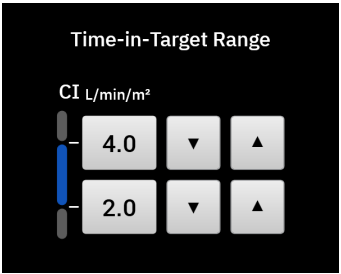 Time-in-Target Range
CI L/min/m²
4.0 ▼ ▲
2.0 ▼ ▲